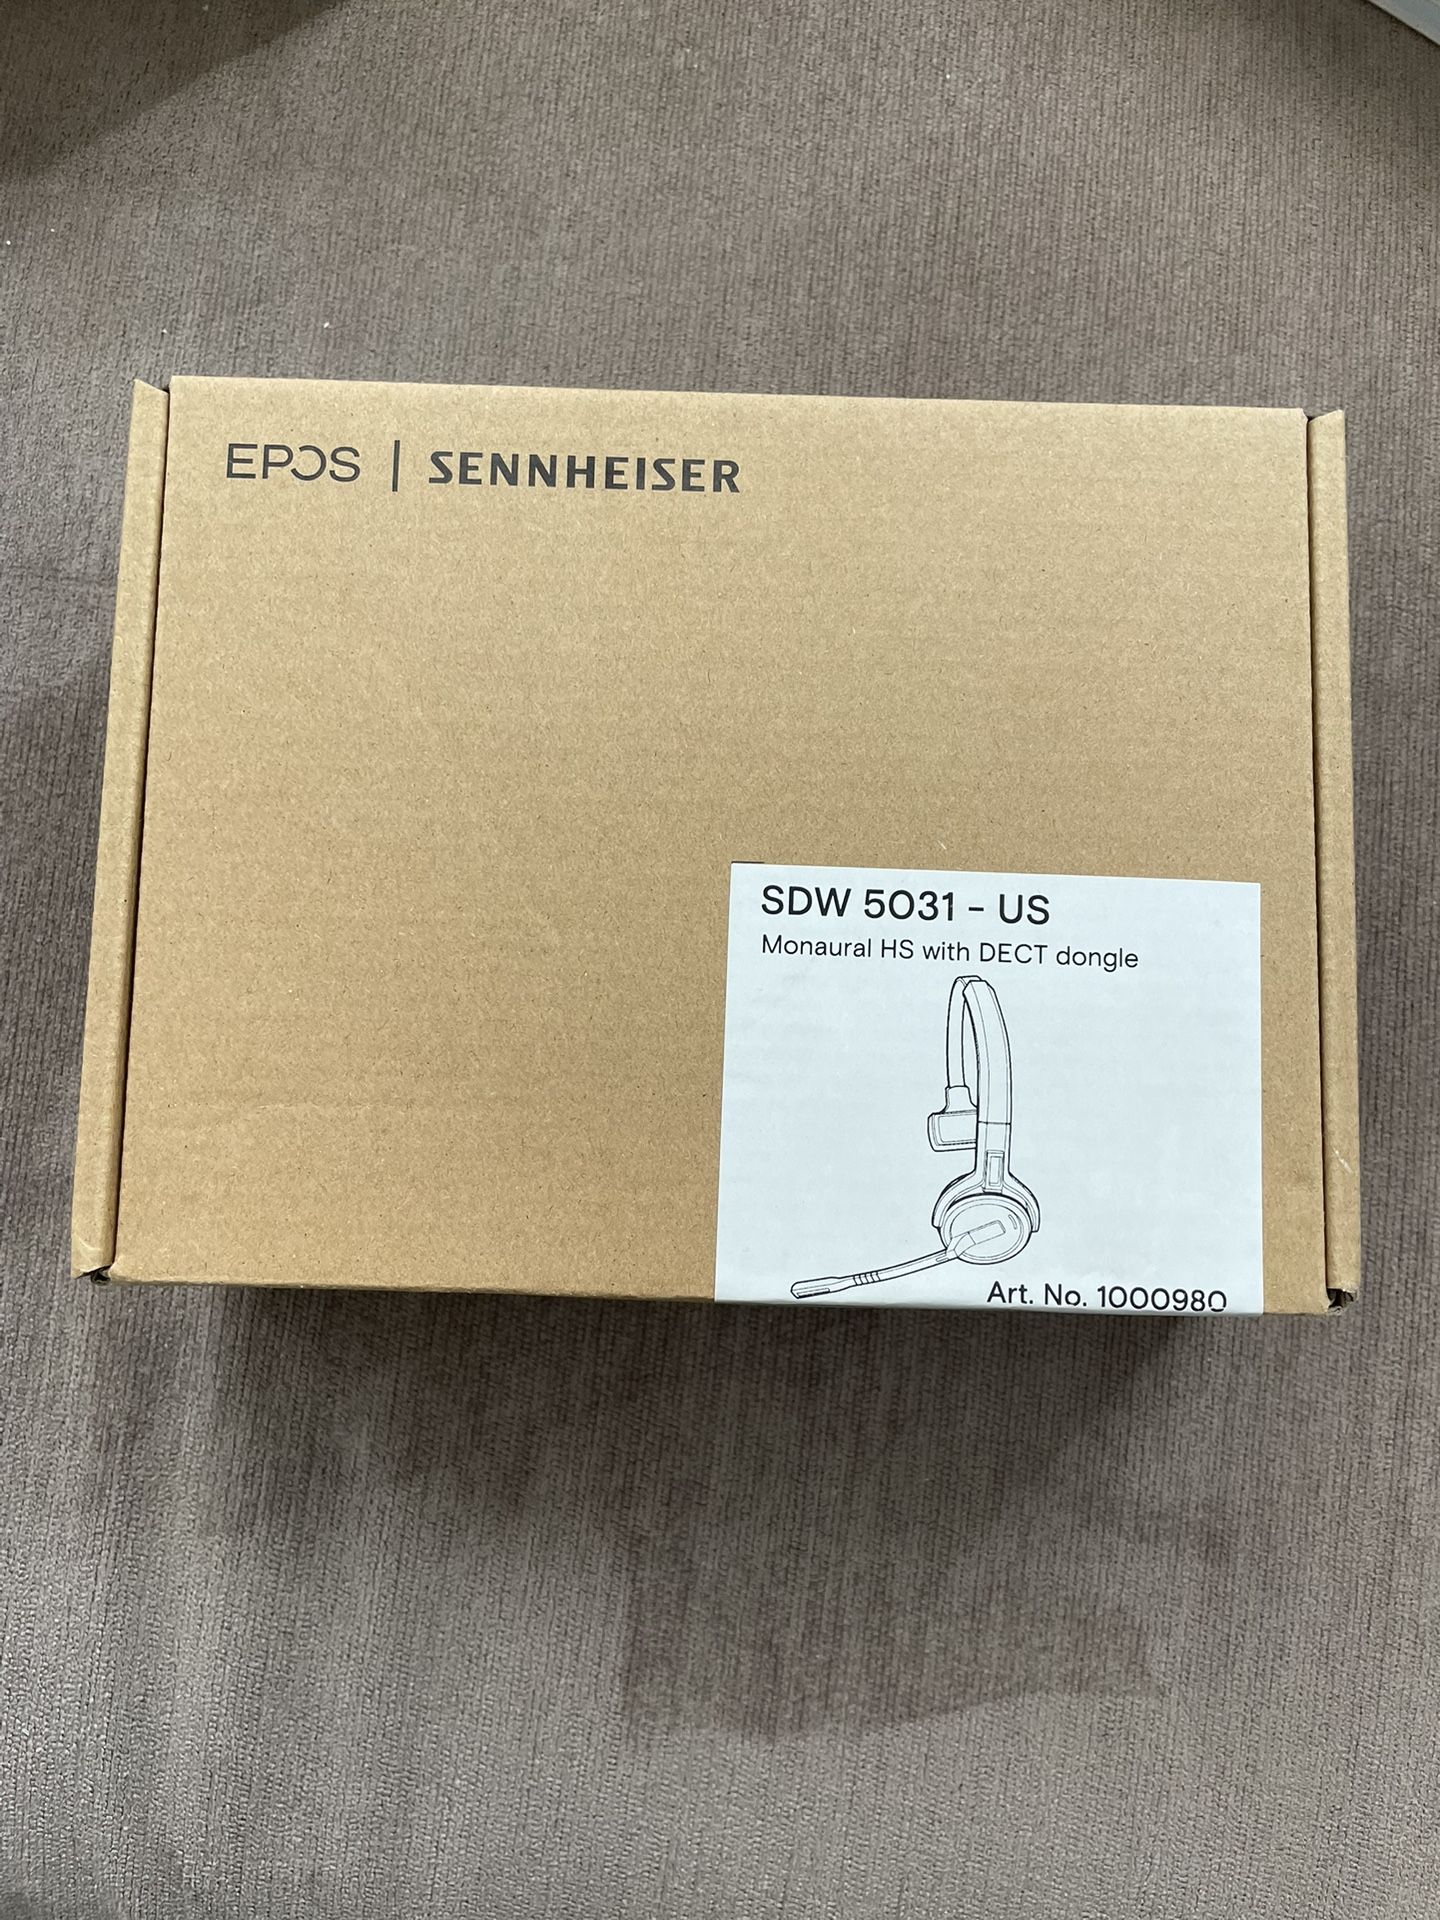 EPOS | SENNHEISER
SDW 5031 - US
Monaural HS with DECT dongle
Art. No. 1000980